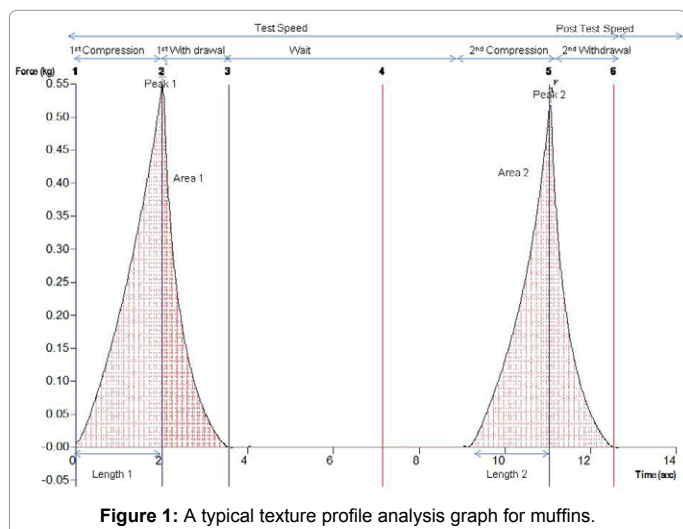 Test Speed Post Test Speed
1st Compression 1st With drawal Wait 2nd Compression 2nd Withdrawal
Force (kg) 1 2 3 4 5 6
Peak 1 Peak 2
0.55
0.50
0.45
Area 1 Area 2
0.40
0.35
0.30
0.25
0.20
0.15
0.10
0.05
-0.00
0 2 4 6 8 10 12 14
Length 1 Length 2 Time (sec)
-0.05
Figure 1: A typical texture profile analysis graph for muffins.